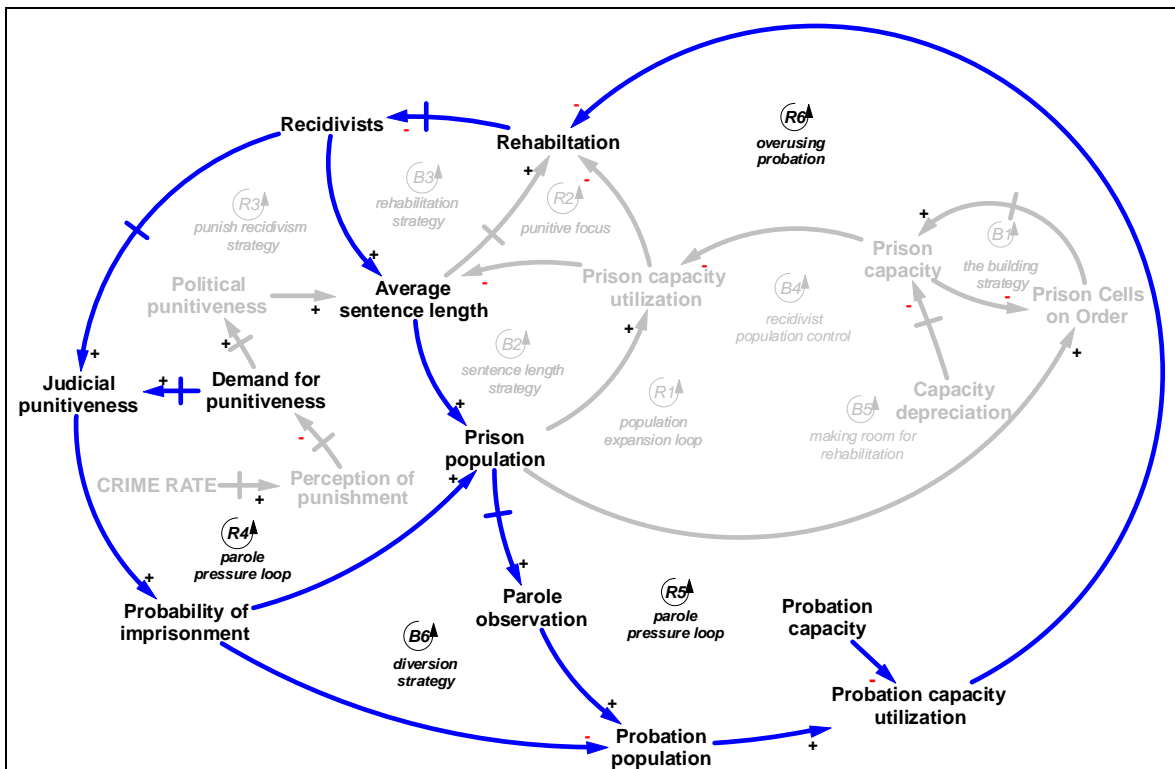 R6
overusing
probation
Recidivists
-
-
Rehabiltation
+
-
B3
rehabilitation
strategy
R2
punitive focus
R3
punish recidivism
strategy
+
Prison
capacity
B1
the building
strategy
-
-
-
Prison Cells
on Order
+
+
-
Prison capacity
utilization
Average
sentence length
Political
punitiveness
+
B4
recidivist
population control
+
B2
sentence length
strategy
+
+
+
Judicial
punitiveness
Demand for
punitiveness
R1
population
expansion loop
Capacity
depreciation
B5
making room for
rehabilitation
+
Prison
population
+
-
CRIME RATE
+
Perception of
punishment
R4
parole
pressure loop
+
Probability of
imprisonment
+
Parole
observation
R5
parole
pressure loop
Probation
capacity
B6
diversion
strategy
-
Probation capacity
utilization
+
-
Probation
population
+